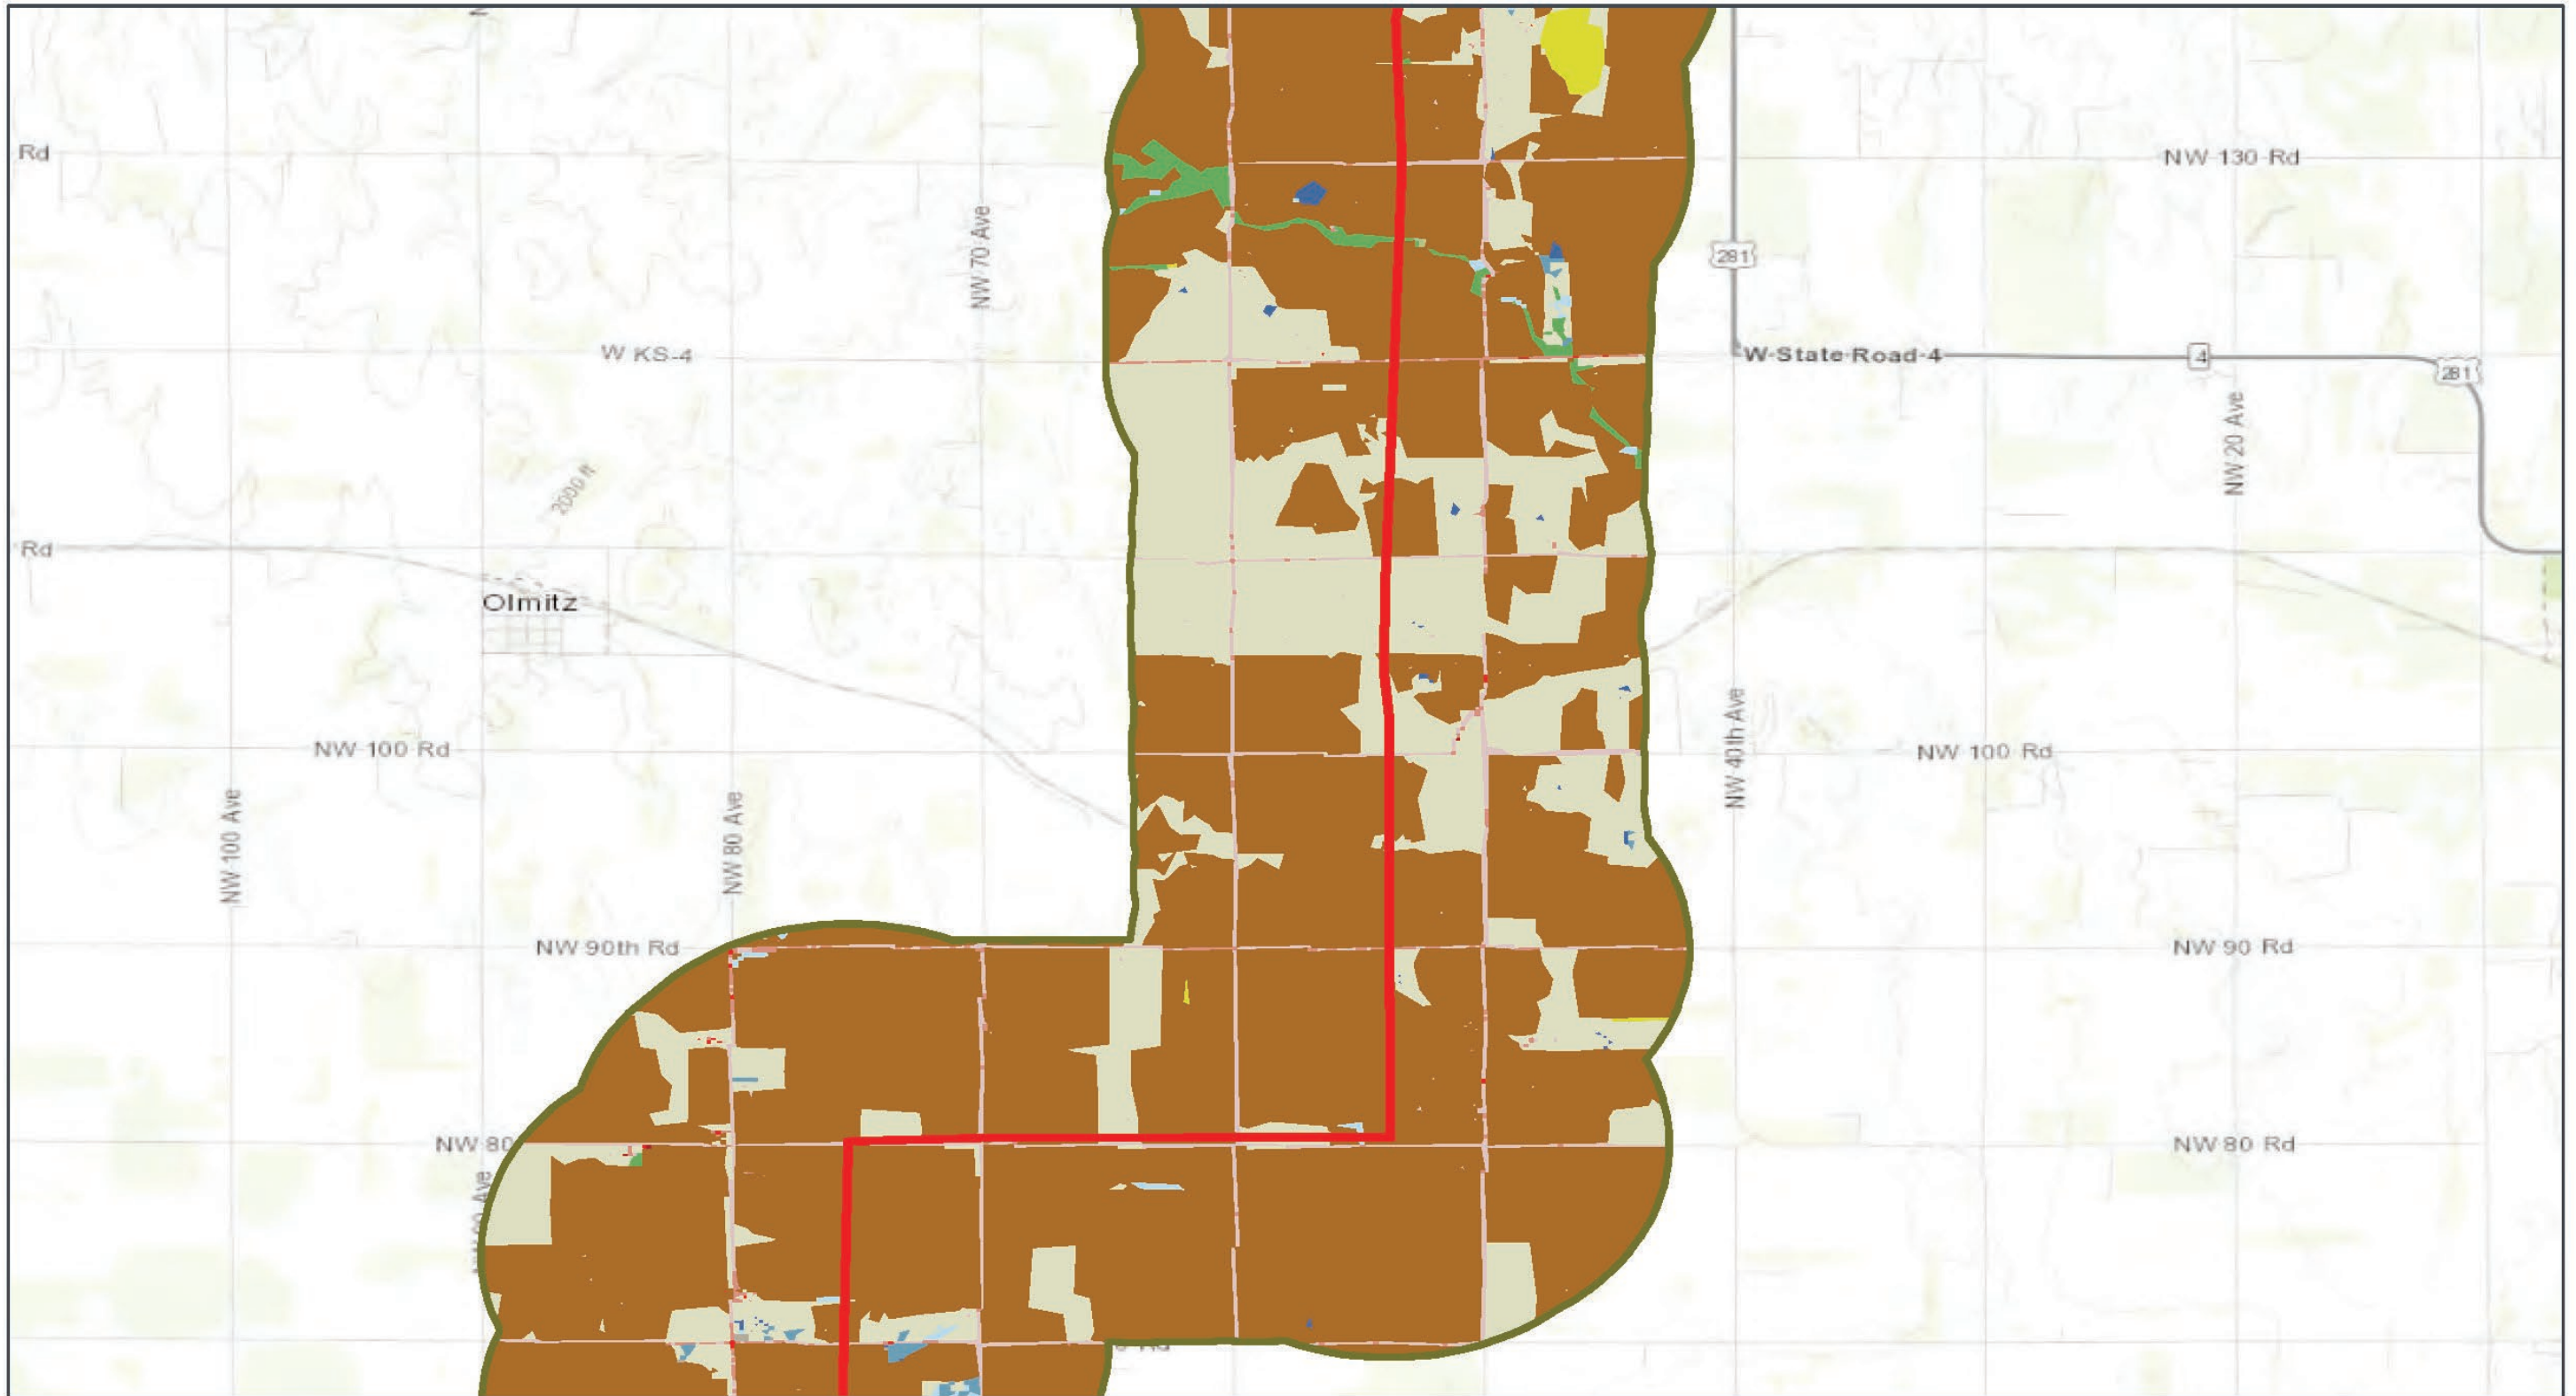 Rd
NW 130 Rd
NW 70 Ave
281
W KS-4
W-State-Road-4
4
281
NW 20 Ave
2000 ft
Rd
Olmitz
NW 100 Rd
NW 40th Ave
NW 100 Rd
NW 100 Ave
NW 80 Ave
NW 90th Rd
NW 90 Rd
NW 80
NW 80 Rd
Ave